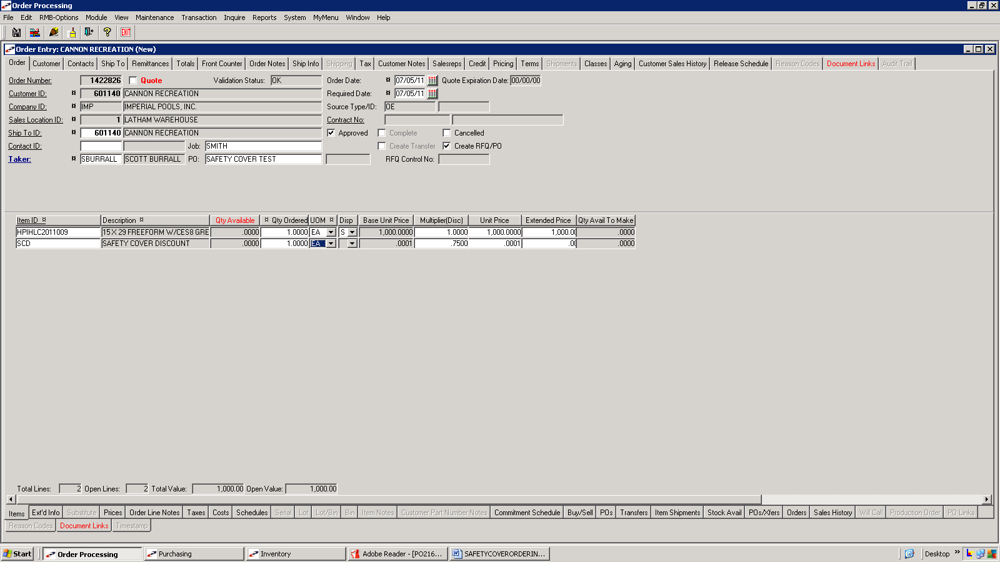 Order Processing
File Edit RMB-Options Module View Maintenance Transaction Inquire Reports System MyMenu Window Help
EXIT
Order Entry: CANNON RECREATION (New)
Order Customer Contacts Ship To Remittances Totals Front Counter Order Notes Ship Info Shipping Tax Customer Notes Salesreps Credit Pricing Terms Shipments Classes Aging Customer Sales History Release Schedule Reason Codes Document Links Audit Trail
Order Number: 1422826 Quote Validation Status: OK Order Date: ¤ 07/05/11 Quote Expiration Date: 00/00/00
Customer ID: ¤ 601140 CANNON RECREATION Required Date: ¤ 07/05/11
Company ID: ¤ IMP IMPERIAL POOLS, INC. Source Type/ID: OE
Sales Location ID: ¤ 1 LATHAM WAREHOUSE Contract No:
Ship To ID: ¤ 601140 CANNON RECREATION Approved Complete Cancelled
Contact ID: Job: SMITH Create Transfer Create RFQ/PO
Taker: ¤ SBURRALL SCOTT BURRALL PO: SAFETY COVER TEST RFQ Control No:
Item ID ¤ Description ¤ Qty Available ¤ Qty Ordered UOM ¤ Disp Base Unit Price Multiplier(Disc) Unit Price Extended Price Qty Avail To Make
HPIHLC2011009 15 X 29 FREEFORM W/CES8 GRE .0000 1.0000 EA S 1,000.0000 1.0000 1,000.0000 1,000.00 .0000
SCD SAFETY COVER DISCOUNT .0000 1.0000 EA .0001 .7500 .0001 .00 .0000
Total Lines: 2 Open Lines: 2 Total Value: 1,000.00 Open Value: 1,000.00
Items Ext'd Info Substitute Prices Order Line Notes Taxes Costs Schedules Serial Lot Lot/Bin Bin Item Notes Customer Part Number Notes Commitment Schedule Buy/Sell POs Transfers Item Shipments Stock Avail POs/Xfers Orders Sales History Will Call Production Order PO Links
Reason Codes Document Links Timestamp
Start Order Processing Purchasing Inventory Adobe Reader - [PO216... SAFETYCOVERORDERIN... Desktop »